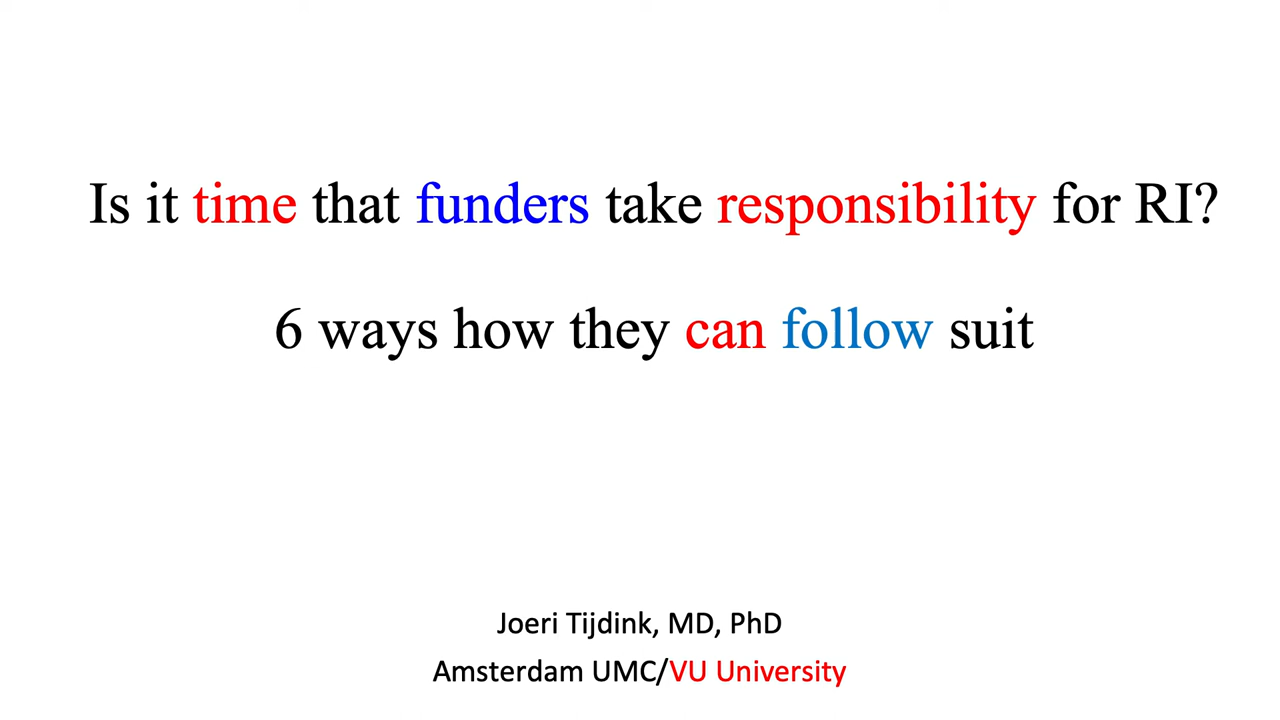 Is it time that funders take responsibility for RI?
6 ways how they can follow suit
Joeri Tijdink, MD, PhD
Amsterdam UMC/VU University